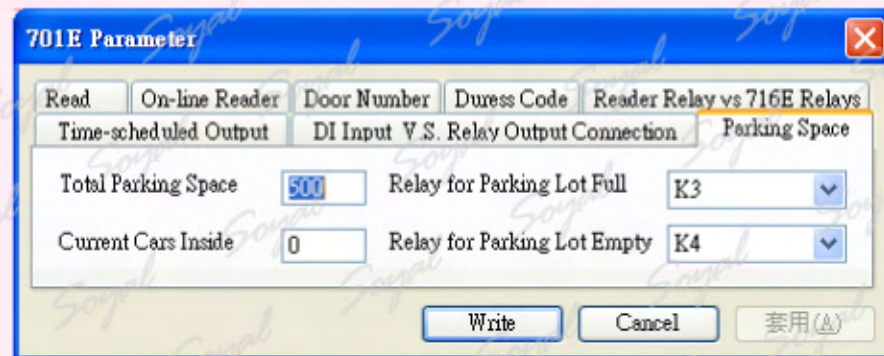 701E Parameter
Read On-line Reader Door Number Duress Code Reader Relay vs 716E Relays
Time-scheduled Output DI Input V.S. Relay Output Connection Parking Space
Total Parking Space 500 Relay for Parking Lot Full K3
Current Cars Inside 0 Relay for Parking Lot Empty K4
Write Cancel 套用(A)
Soyal